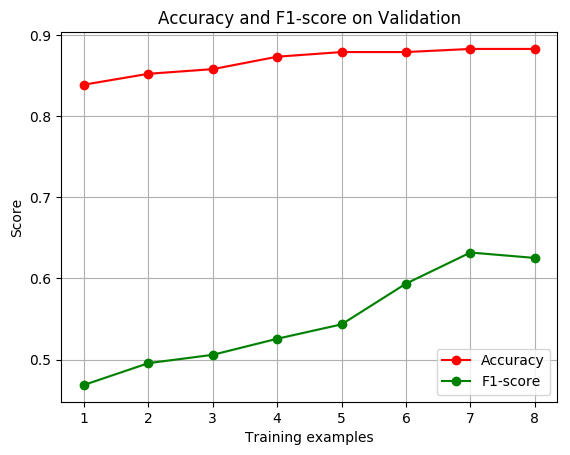 Accuracy and F1-score on Validation
0.9
0.8
0.7
0.6
0.5
Score
Accuracy
F1-score
1 2 3 4 5 6 7 8
Training examples